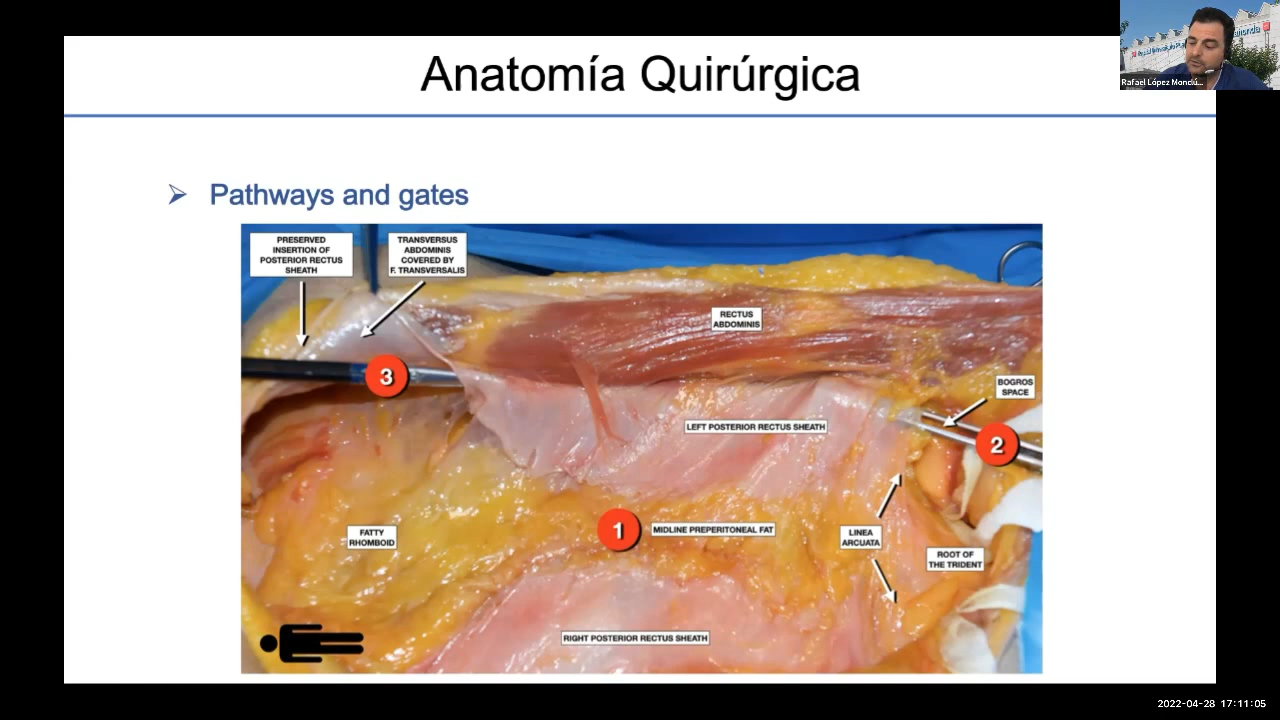 Anatomía Quirúrgica
Rafael López Monclú...
Pathways and gates
PRESERVED
INSERTION OF
POSTERIOR RECTUS
SHEATH
TRANSVERSUS
ABDOMINIS
COVERED BY
F. TRANSVERSALIS
RECTUS
ABDOMINIS
3
BOGROS
SPACE
LEFT POSTERIOR RECTUS SHEATH
2
FATTY
RHOMBOID
1
MIDLINE PREPERITONEAL FAT
LINEA
ARCUATA
ROOT OF
THE TRIDENT
RIGHT POSTERIOR RECTUS SHEATH
2022-04-28 17:11:05